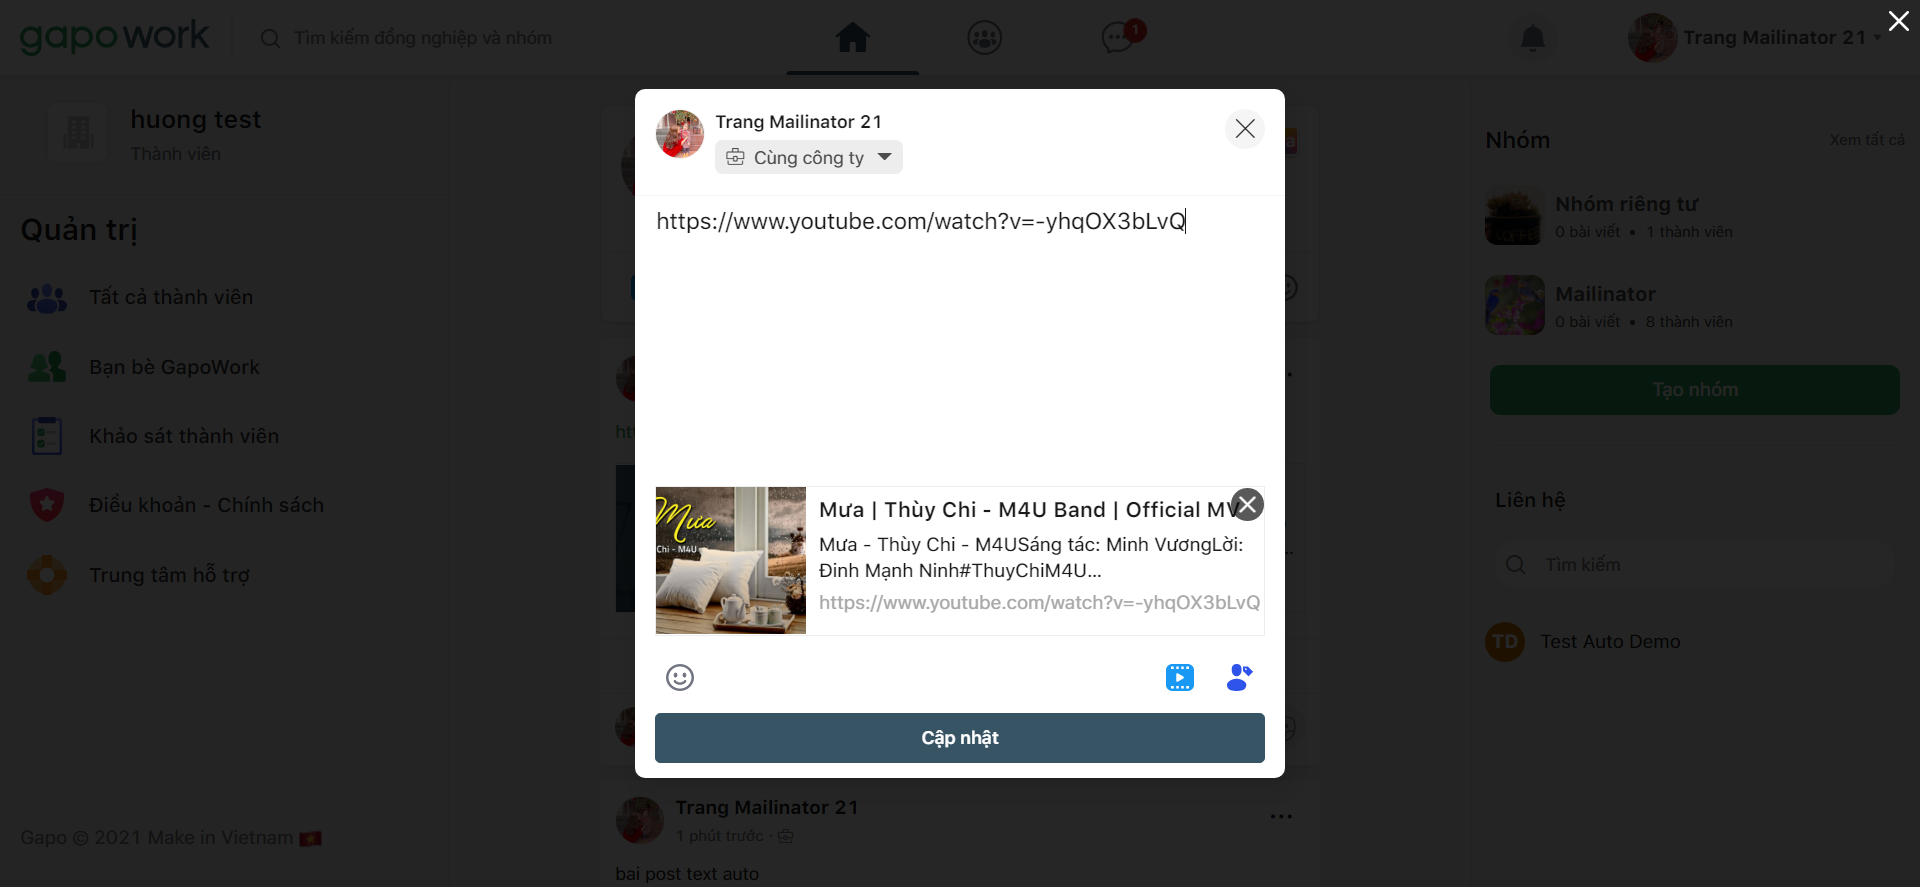 gapowork
Tìm kiếm đồng nghiệp và nhóm
1
Trang Mailinator 21
huong test
Thành viên
Quản trị
Tất cả thành viên
Bạn bè GapoWork
Khảo sát thành viên
Điều khoản - Chính sách
Trung tâm hỗ trợ
Gapo © 2021 Make in Vietnam
Trang Mailinator 21
Cùng công ty
https://www.youtube.com/watch?v=-yhqOX3bLvQ
Mưa
Chi - M4U
Mưa | Thùy Chi - M4U Band | Official MV
Mưa - Thùy Chi - M4USáng tác: Minh VươngLời:
Đinh Mạnh Ninh#ThuyChiM4U...
https://www.youtube.com/watch?v=-yhqOX3bLvQ
Cập nhật
Trang Mailinator 21
1 phút trước ·
bai post text auto
Nhóm
Xem tất cả
Nhóm riêng tư
0 bài viết • 1 thành viên
Mailinator
0 bài viết • 8 thành viên
Tạo nhóm
Liên hệ
Tìm kiếm
TD
Test Auto Demo